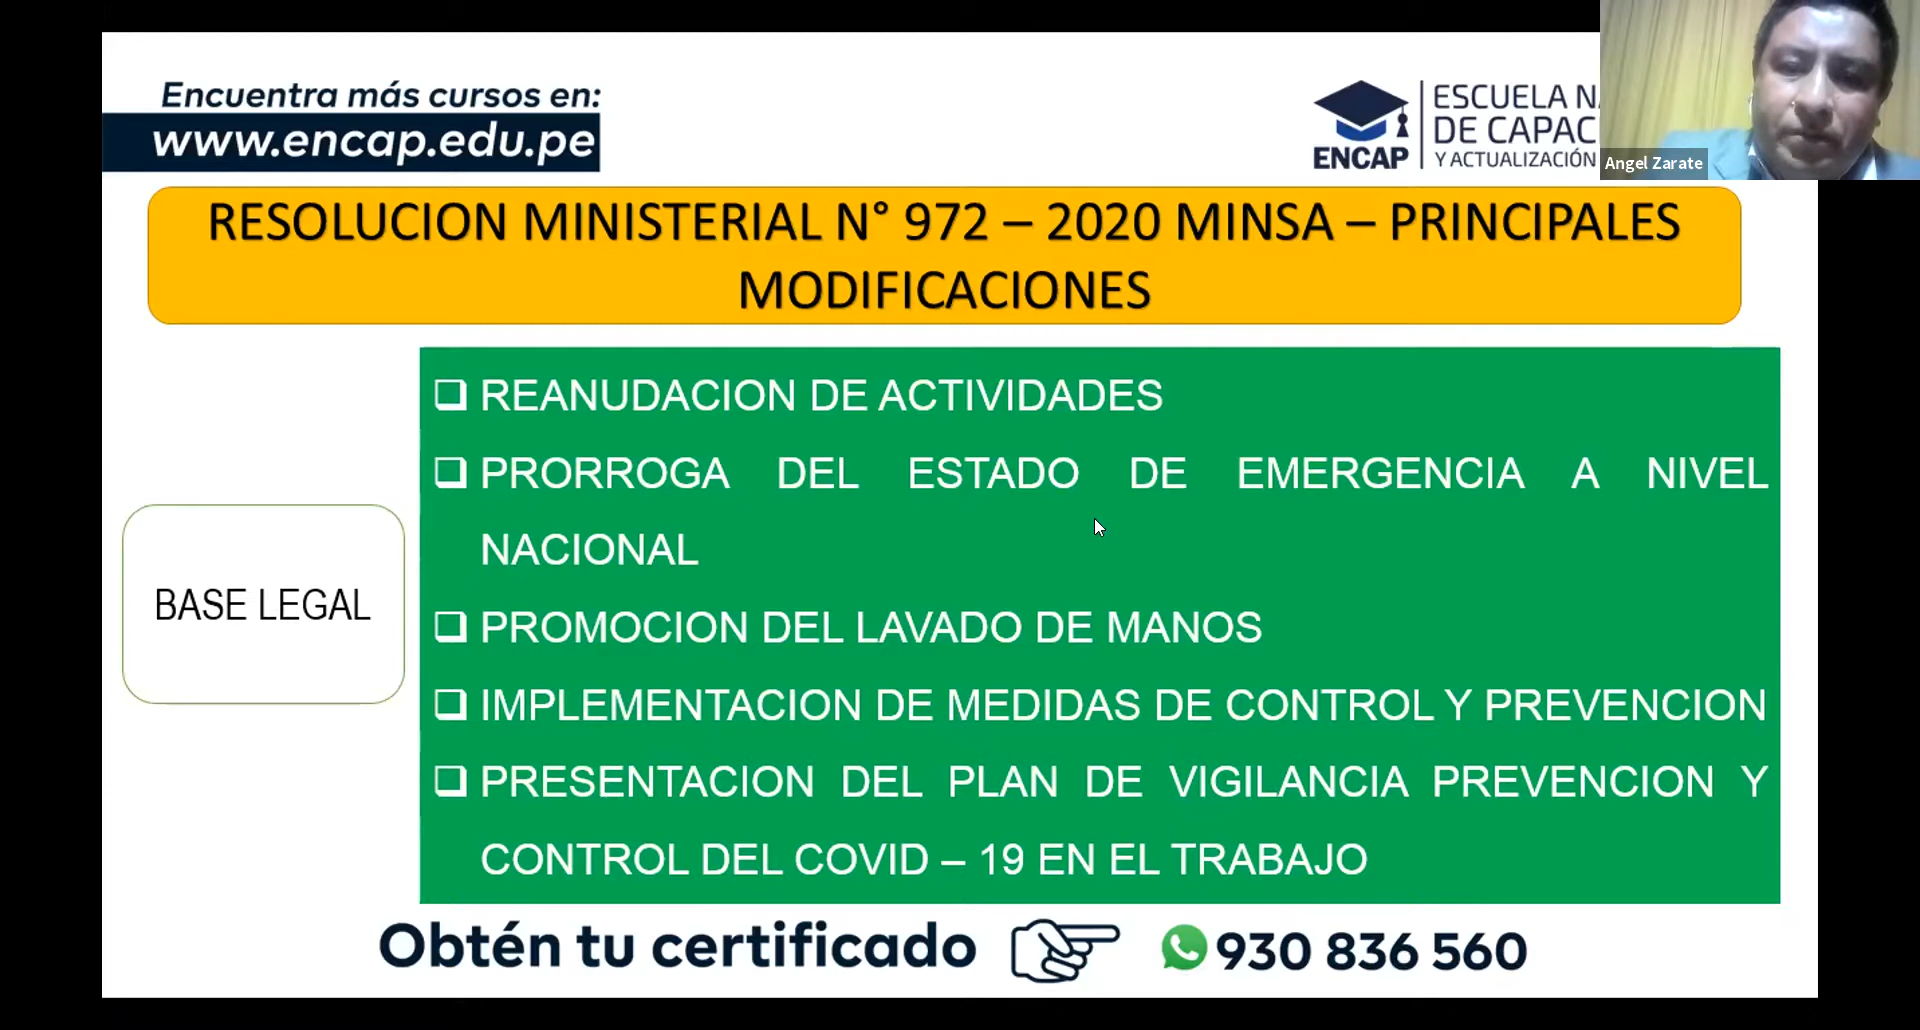 Encuentra más cursos en:
www.encap.edu.pe
ENCAP
ESCUELA
DE
Y ACTUALIZACIÓN
Angel Zarate
RESOLUCION MINISTERIAL N° 972 – 2020 MINSA – PRINCIPALES
MODIFICACIONES
BASE LEGAL
REANUDACION DE ACTIVIDADES
PRORROGA DEL ESTADO DE EMERGENCIA A NIVEL
NACIONAL
PROMOCION DEL LAVADO DE MANOS
IMPLEMENTACION DE MEDIDAS DE CONTROL Y PREVENCION
PRESENTACION DEL PLAN DE VIGILANCIA PREVENCION Y
CONTROL DEL COVID – 19 EN EL TRABAJO
Obtén tu certificado
930 836 560